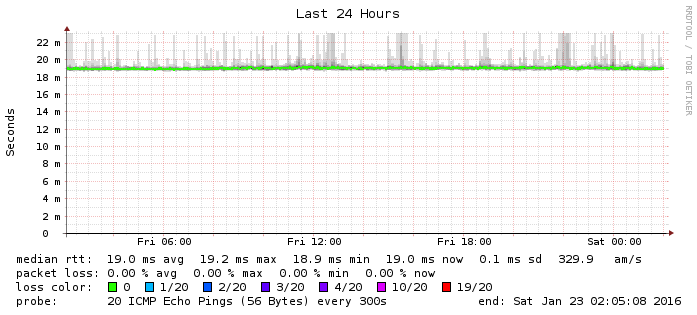 Last 24 Hours
RRDTOOL / TOBI OETIKER
Seconds
22 m
20 m
18 m
16 m
14 m
12 m
10 m
8 m
6 m
4 m
2 m
0
Fri 06:00 Fri 12:00 Fri 18:00 Sat 00:00
median rtt: 19.0 ms avg 19.2 ms max 18.9 ms min 19.0 ms now 0.1 ms sd 329.9 am/s
packet loss: 0.00 % avg 0.00 % max 0.00 % min 0.00 % now
loss color: 0 1/20 2/20 3/20 4/20 10/20 19/20
probe: 20 ICMP Echo Pings (56 Bytes) every 300s end: Sat Jan 23 02:05:08 2016